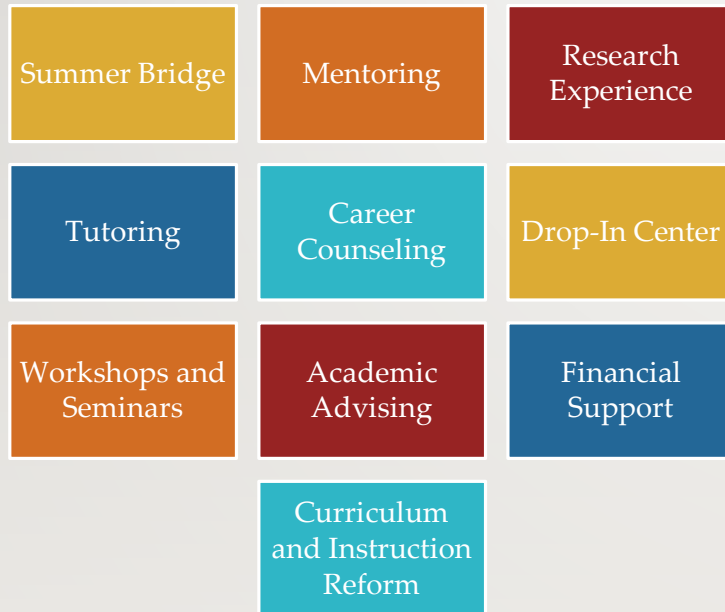 Summer Bridge
Mentoring
Research
Experience
Tutoring
Career
Counseling
Drop-In Center
Workshops and
Seminars
Academic
Advising
Financial
Support
Curriculum
and Instruction
Reform